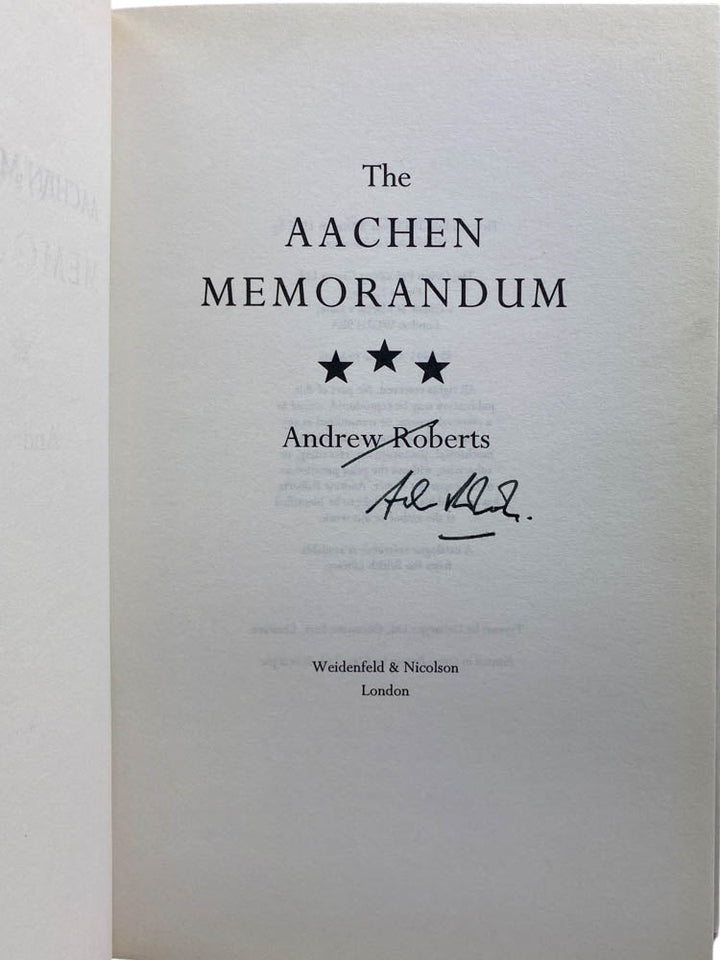 The
AACHEN
MEMORANDUM
★★★
Andrew Roberts
Weidenfeld & Nicolson
London